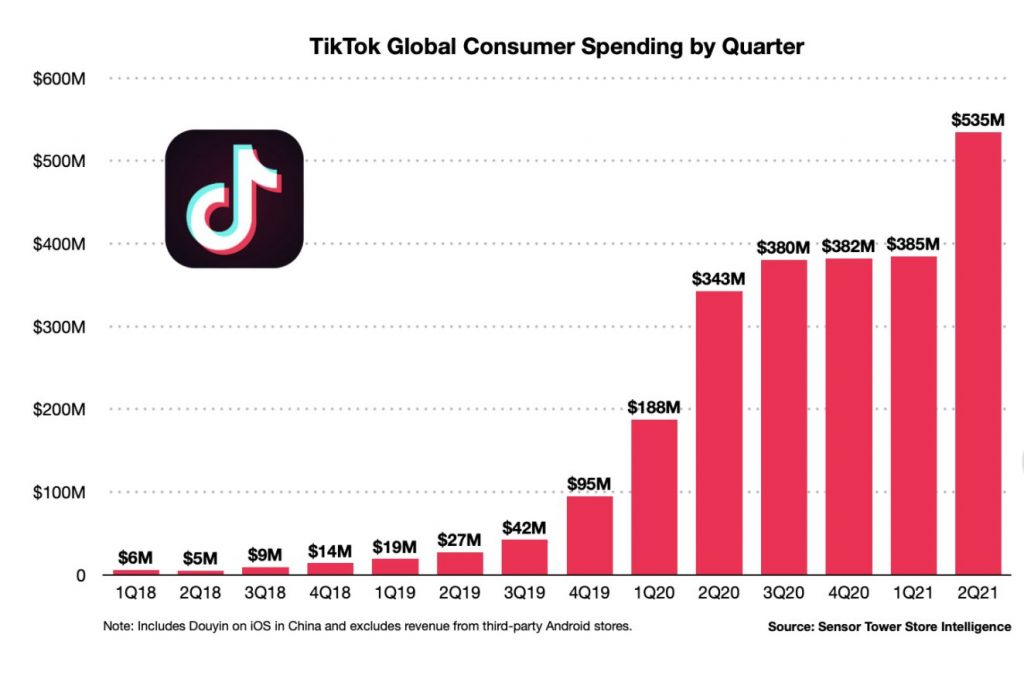 TikTok Global Consumer Spending by Quarter
$600M
$500M
$400M
$300M
$200M
$100M
0
$6M
$5M
$9M
$14M
$19M
$27M
$42M
$95M
$188M
$343M
$380M
$382M
$385M
$535M
1Q18 2Q18 3Q18 4Q18 1Q19 2Q19 3Q19 4Q19 1Q20 2Q20 3Q20 4Q20 1Q21 2Q21
Note: Includes Douyin on iOS in China and excludes revenue from third-party Android stores.
Source: Sensor Tower Store Intelligence